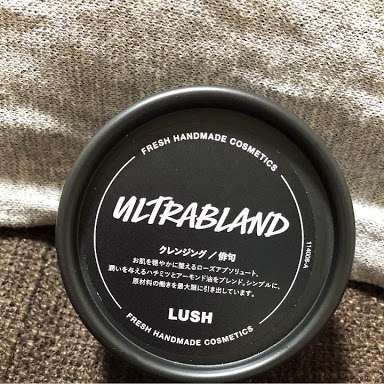 FRESH HANDMADE COSMETICS
ULTRABLAND
クレンジング/俳句
お肌を穏やかに整えるローズアブソリュート、
潤いを与えるハチミツとアーモンド油をブレンド。シンプルに、
原材料の働きを最大限に引き出しています。
LUSH
FRESH HANDMADE COSMETICS
114606-A